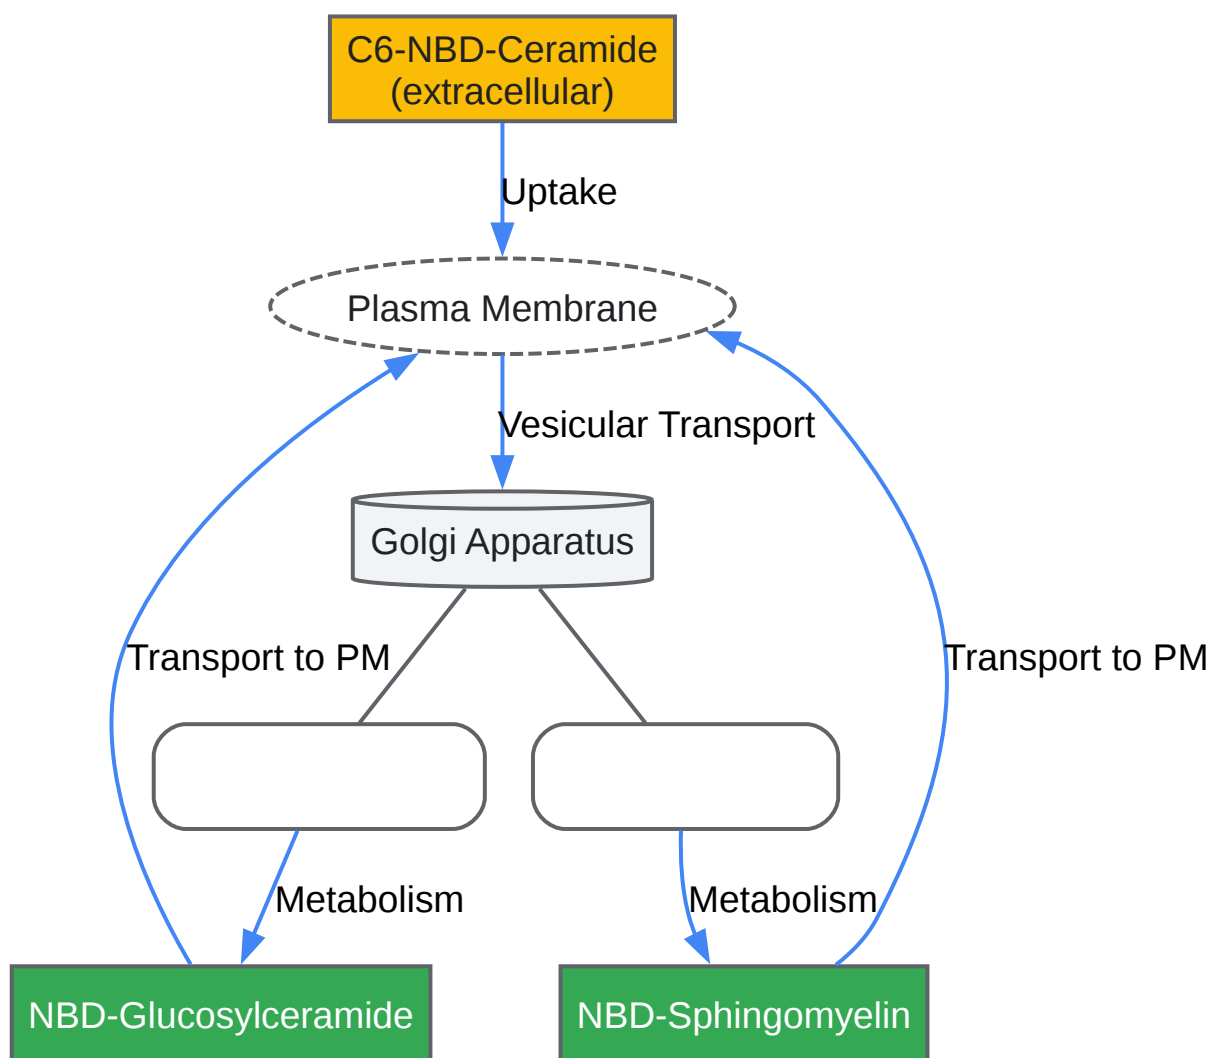 C6-NBD-Ceramide
(extracellular)
Uptake
Plasma Membrane
Vesicular Transport
Golgi Apparatus
Transport to PM
Transport to PM
Metabolism
Metabolism
NBD-Glucosylceramide
NBD-Sphingomyelin